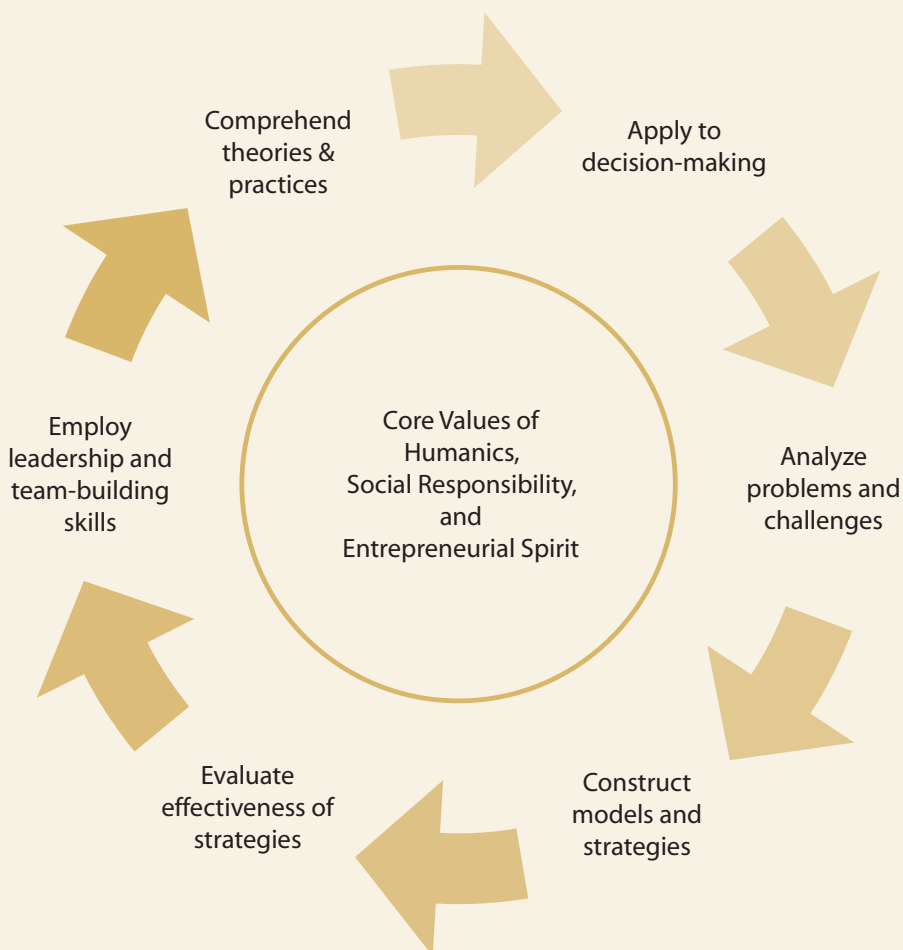 Comprehend
theories &
practices
Apply to
decision-making
Analyze
problems and
challenges
Construct
models and
strategies
Evaluate
effectiveness of
strategies
Employ
leadership and
team-building
skills
Core Values of
Humanics,
Social Responsibility,
and
Entrepreneurial Spirit